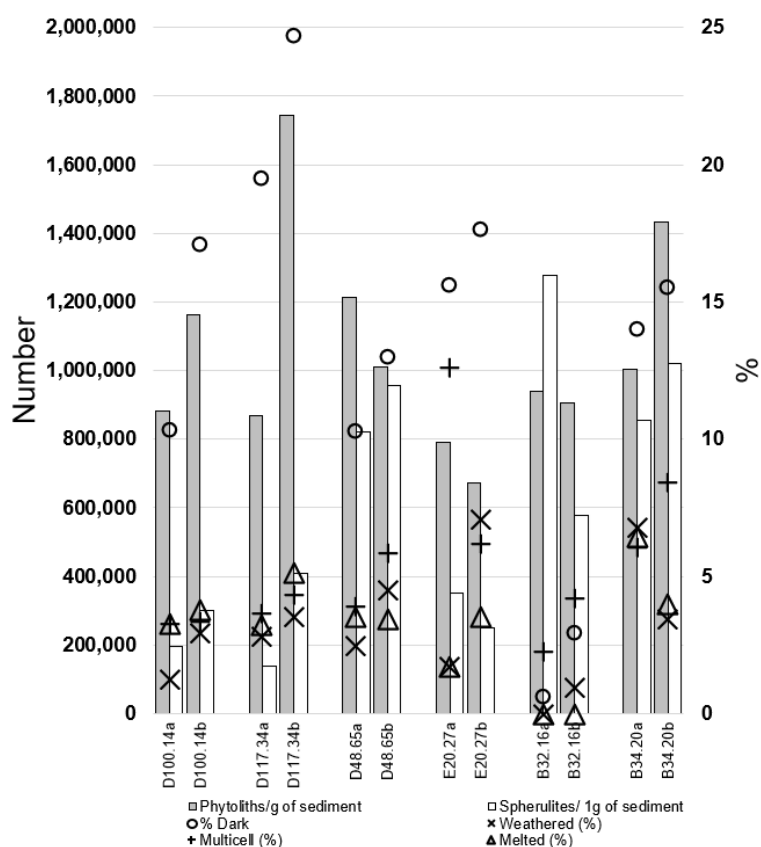 2,000,000
25
1,800,000
1,600,000
20
1,400,000
1,200,000
15
1,000,000
Number
%
800,000
10
600,000
400,000
5
200,000
0
0
D100.14a
D100.14b
D117.34a
D117.34b
D48.65a
D48.65b
E20.27a
E20.27b
B32.16a
B32.16b
B34.20a
B34.20b
Phytoliths/g of sediment
Spherulites/ 1g of sediment
% Dark
Weathered (%)
Multicell (%)
Melted (%)